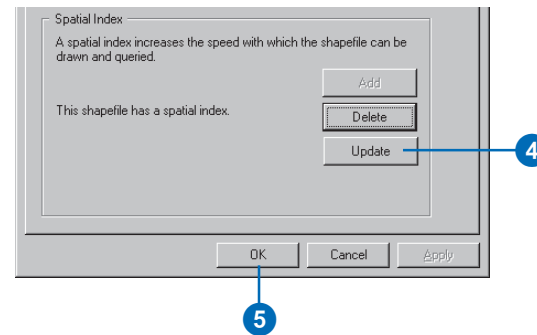 Spatial Index
A spatial index increases the speed with which the shapefile can be
drawn and queried.
Add
This shapefile has a spatial index.
Delete
Update
4
OK
Cancel
Apply
5